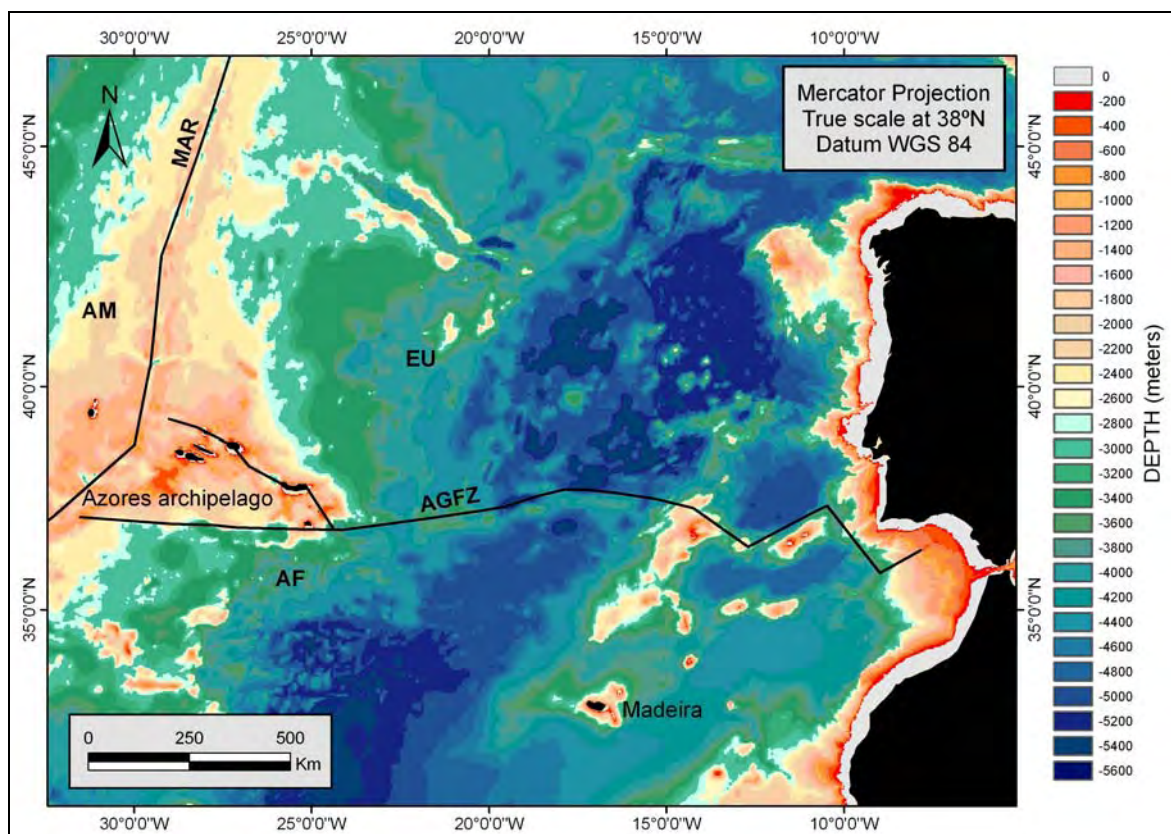 30°0'0"W 25°0'0"W 20°0'0"W 15°0'0"W 10°0'0"W
N
MAR
Mercator Projection
True scale at 38ºN
Datum WGS 84
45°0'0"N
45°0'0"N
AM
EU
40°0'0"N
40°0'0"N
Azores archipelago
AGFZ
AF
35°0'0"N
35°0'0"N
Madeira
0 250 500
Km
30°0'0"W 25°0'0"W 20°0'0"W 15°0'0"W 10°0'0"W
0
-200
-400
-600
-800
-1000
-1200
-1400
-1600
-1800
-2000
-2200
-2400
-2600
-2800
-3000
-3200
-3400
-3600
-3800
-4000
-4200
-4400
-4600
-4800
-5000
-5200
-5400
-5600
DEPTH (meters)